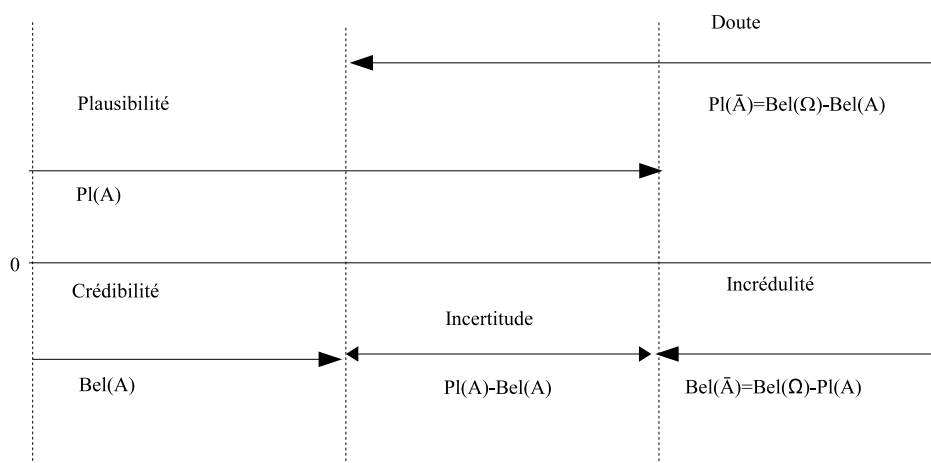 Doute
Plausibilité
Pl(Ā)=Bel(Ω)-Bel(A)
Pl(A)
0
Crédibilité
Incrédulité
Incertitude
Bel(A)
Pl(A)-Bel(A)
Bel(Ā)=Bel(Ω)-Pl(A)